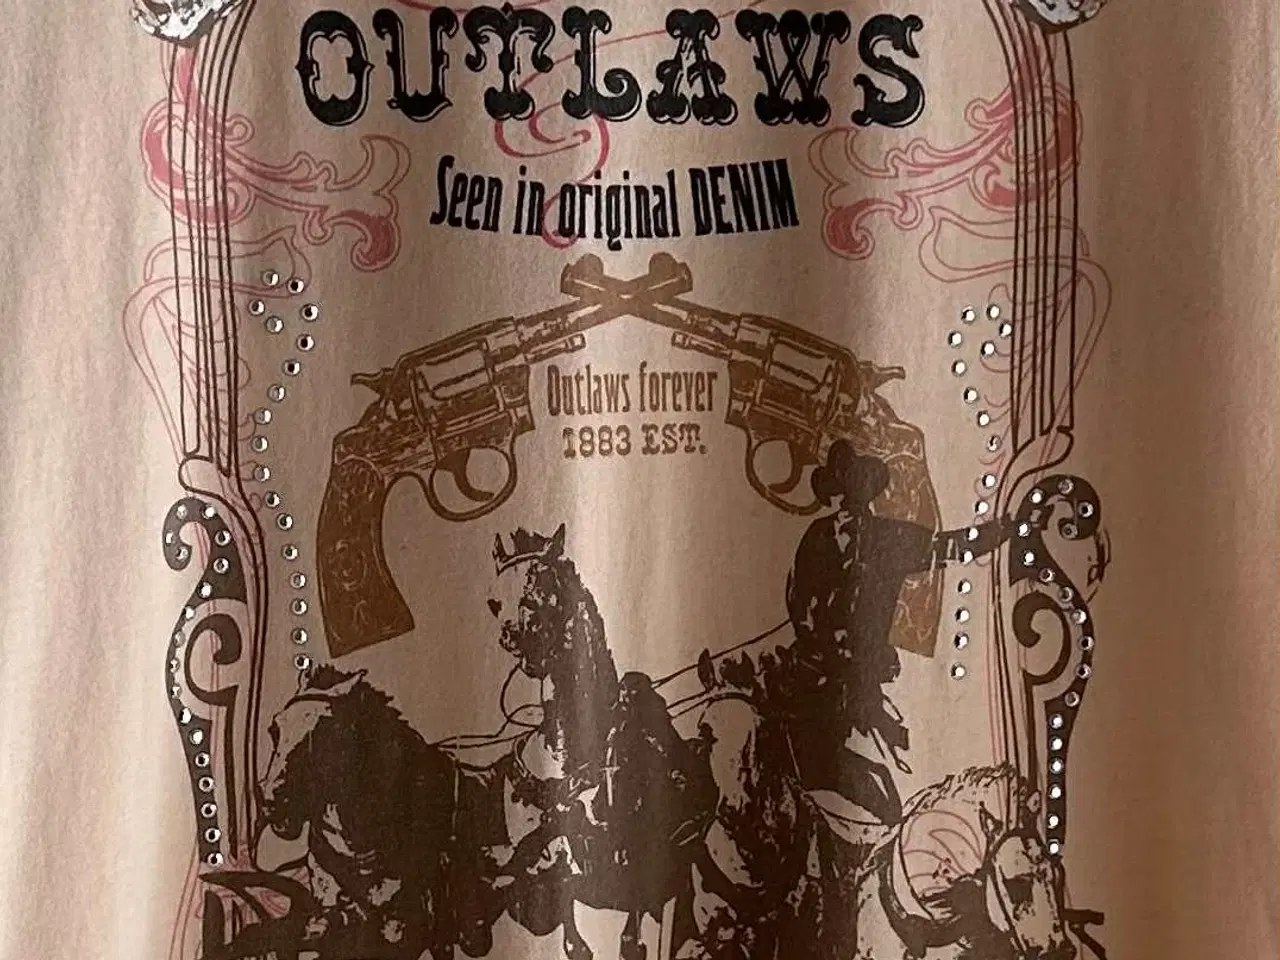 OUTLAWS
Seen in original DENIM
Outlaws forever
1883 EST.